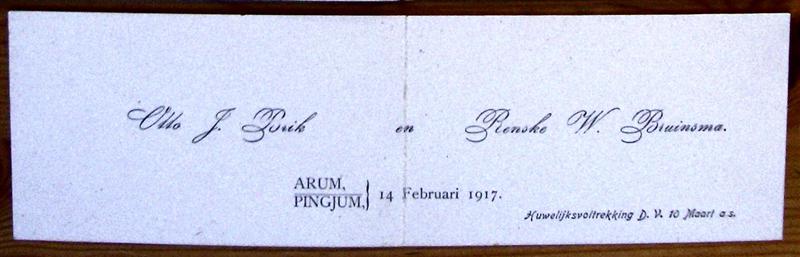 Otto J. Brik en Renske W. Bruinsma.
ARUM,
PINGJUM, } 14 Februari 1917.
Huwelijksvoltrekking D. V. 10 Maart a.s.